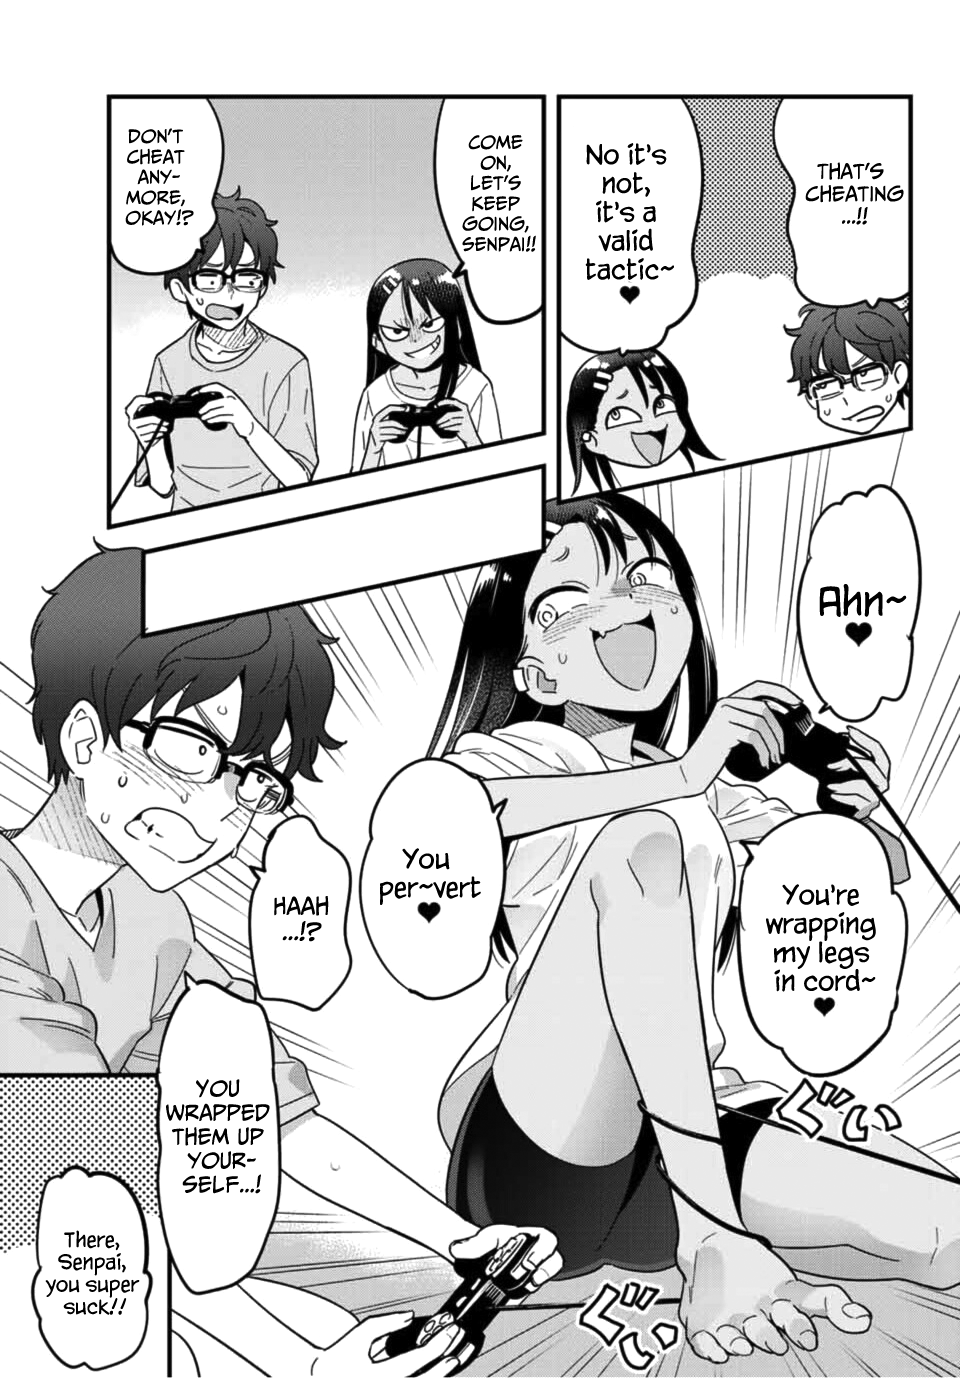 THAT'S
CHEATING
...!!
No it's
not,
it's a
valid
tactic~
♥
COME
ON,
LET'S
KEEP
GOING,
SENPAI!!
DON'T
CHEAT
ANY-
MORE,
OKAY!?
Ahn~
♥
You're
wrapping
my legs
in cord~
♥
You
per~vert
♥
HAAH
...!?
YOU
WRAPPED
THEM UP
YOUR-
SELF...!
ぐい
ぐい
There,
Senpai,
you super
suck!!